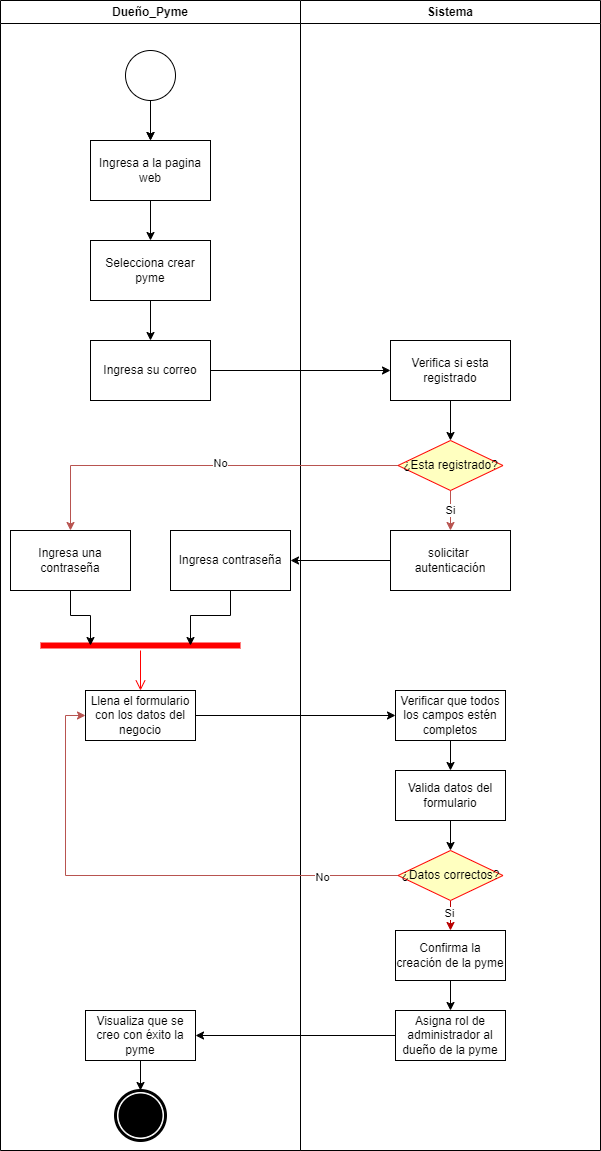 Dueño_Pyme
Sistema
Ingresa a la pagina
web
Selecciona crear
pyme
Ingresa su correo
Verifica si esta
registrado
¿Esta registrado?
No
Si
Ingresa una
contraseña
Ingresa contraseña
solicitar
autenticación
Llena el formulario
con los datos del
negocio
Verificar que todos
los campos estén
completos
Valida datos del
formulario
¿Datos correctos?
No
Si
Confirma la
creación de la pyme
Visualiza que se
creo con éxito la
pyme
Asigna rol de
administrador al
dueño de la pyme